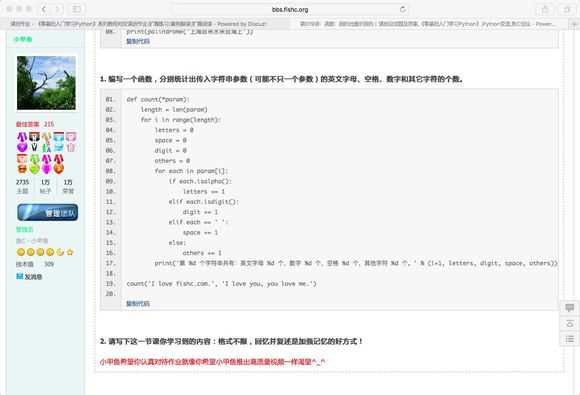 bbs.fishc.org
课后作业 - 《零基础入门学习Python》系列教程对应课后作业|扩展练习|案例解读|扩展阅读 - Powered by Discuz!
第019讲：函数：我的地盘听我的 | 课后测试题及答案,《零基础入门学习Python》,Python交流,鱼C论坛 - Power...
小甲鱼
08. print(palindrome('上海自来水来自海上'))
复制代码
1. 编写一个函数，分别统计出传入字符串参数（可能不只一个参数）的英文字母、空格、数字和其它字符的个数。
01. def count(*param):
02. length = len(param)
03. for i in range(length):
04. letters = 0
05. space = 0
06. digit = 0
07. others = 0
08. for each in param[i]:
09. if each.isalpha():
10. letters += 1
11. elif each.isdigit():
12. digit += 1
13. elif each == ' ':
14. space += 1
15. else:
16. others += 1
17. print('第 %d 个字符串共有：英文字母 %d 个，数字 %d 个，空格 %d 个，其他字符 %d 个。' % (i+1, letters, digit, space, others))
18.
19. count('I love fishc.com.', 'I love you, you love me.')
20.
复制代码
最佳答案 215
2735 1万 1万
主题 帖子 荣誉
管理团队
管理员
鱼C - 小甲鱼
技术值 309
发消息
2. 请写下这一节课你学习到的内容：格式不限，回忆并复述是加强记忆的好方式！
小甲鱼希望你认真对待作业就像你希望小甲鱼推出高质量视频一样渴望^_^